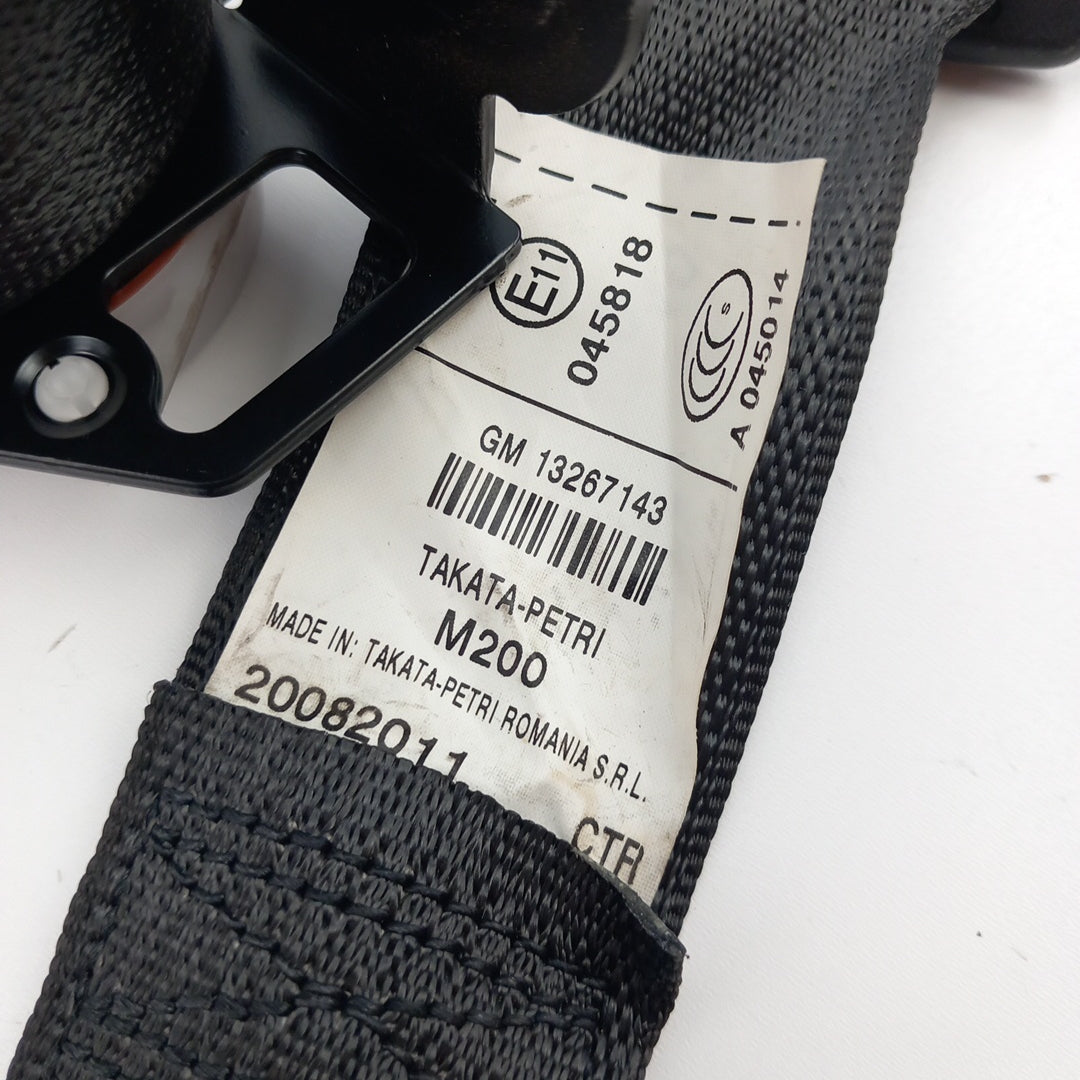 E11
045818
S
A 045014
GM 13267143
TAKATA-PETRI
M200
MADE IN: TAKATA-PETRI ROMANIA S.R.L.
20082011
CTR